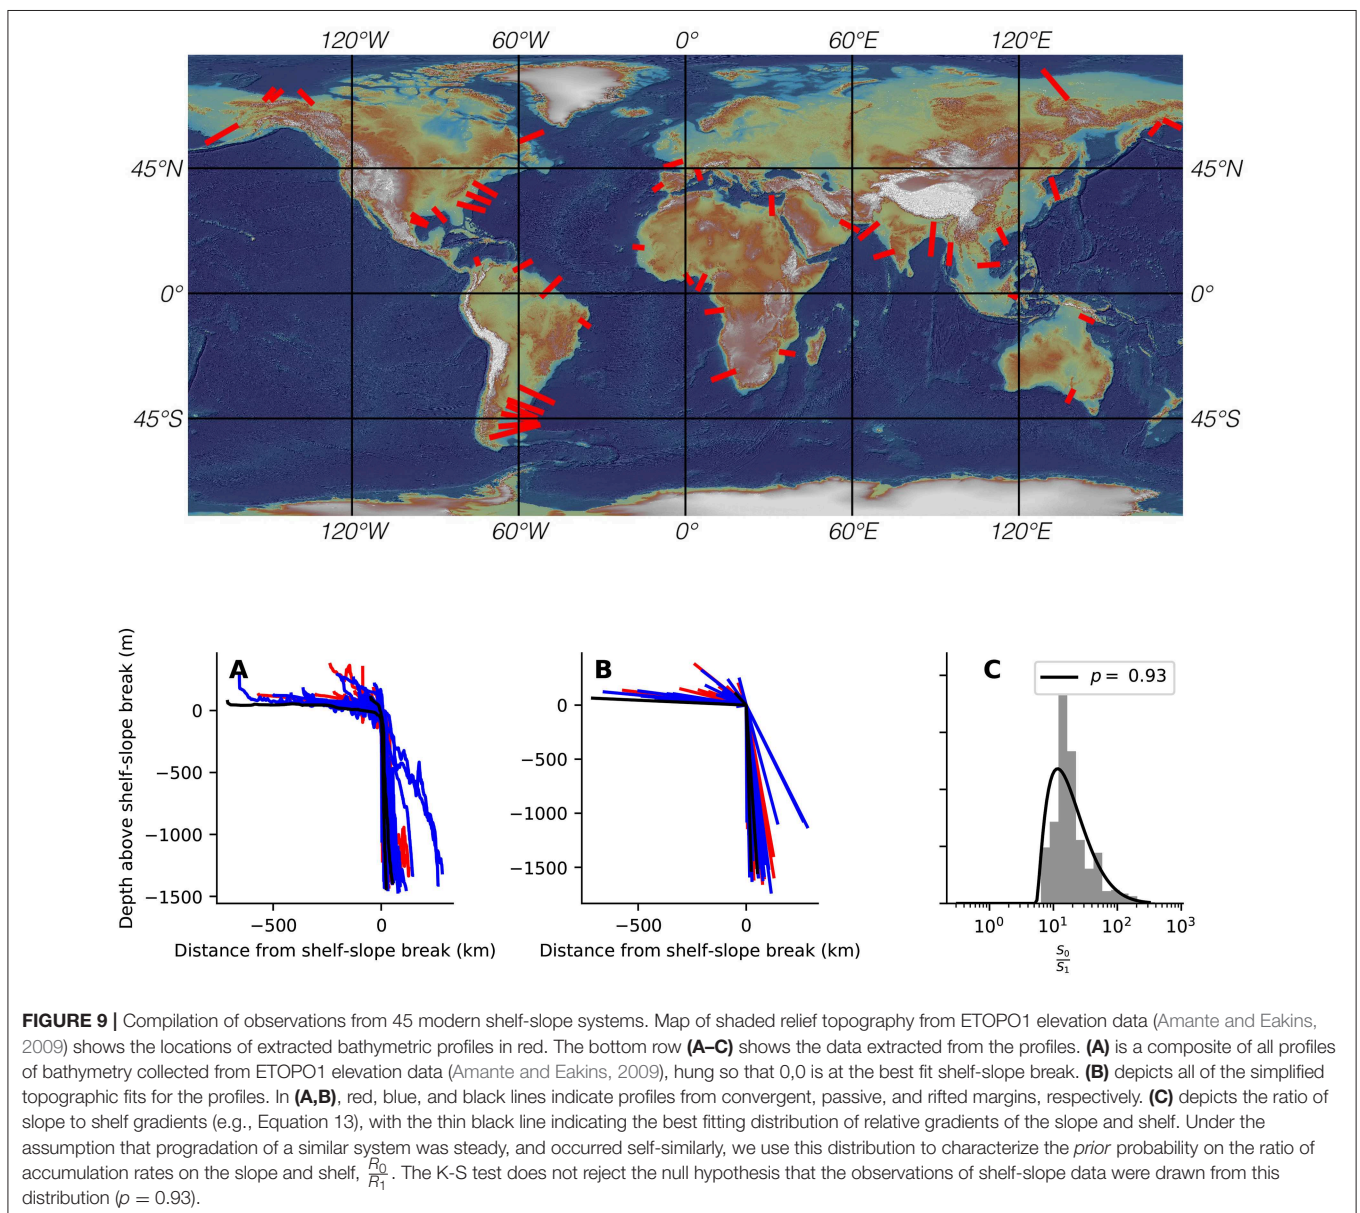 120°W 60°W 0° 60°E 120°E
45°N 45°N
0° 0°
45°S 45°S
120°W 60°W 0° 60°E 120°E
A B C
p = 0.93
Depth above shelf-slope break (m)
0
−500
−1000
−1500
−500 0
Distance from shelf-slope break (km)
0
−500
−1000
−1500
−500 0
Distance from shelf-slope break (km)
10⁰ 10¹ 10² 10³
S₀/S₁
FIGURE 9 | Compilation of observations from 45 modern shelf-slope systems. Map of shaded relief topography from ETOPO1 elevation data (Amante and Eakins,
2009) shows the locations of extracted bathymetric profiles in red. The bottom row (A–C) shows the data extracted from the profiles. (A) is a composite of all profiles
of bathymetry collected from ETOPO1 elevation data (Amante and Eakins, 2009), hung so that 0,0 is at the best fit shelf-slope break. (B) depicts all of the simplified
topographic fits for the profiles. In (A,B), red, blue, and black lines indicate profiles from convergent, passive, and rifted margins, respectively. (C) depicts the ratio of
slope to shelf gradients (e.g., Equation 13), with the thin black line indicating the best fitting distribution of relative gradients of the slope and shelf. Under the
assumption that progradation of a similar system was steady, and occurred self-similarly, we use this distribution to characterize the prior probability on the ratio of
accumulation rates on the slope and shelf, R₀/R₁. The K-S test does not reject the null hypothesis that the observations of shelf-slope data were drawn from this
distribution (p = 0.93).